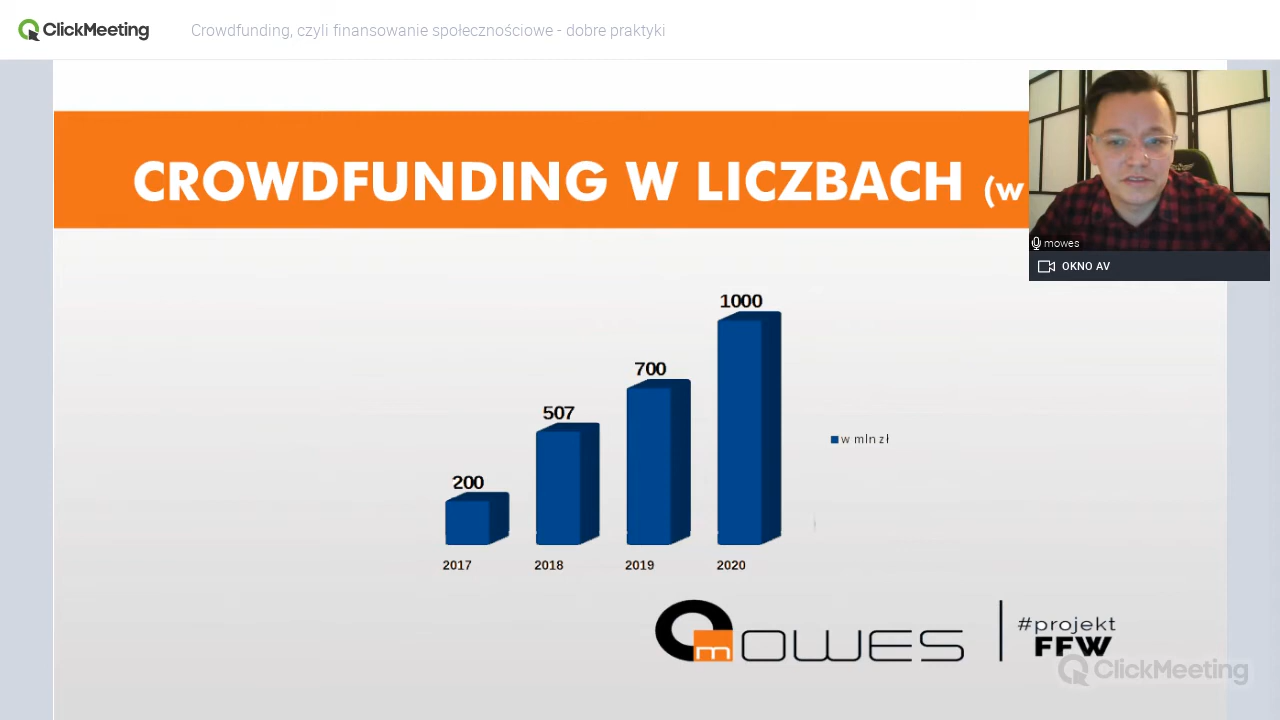 ClickMeeting
Crowdfunding, czyli finansowanie społecznościowe - dobre praktyki
CROWDFUNDING W LICZBACH (w
mowes
OKNO AV
1000
700
507
200
w mln zł
2017 2018 2019 2020
m OWES
#projekt
FFW
ClickMeeting